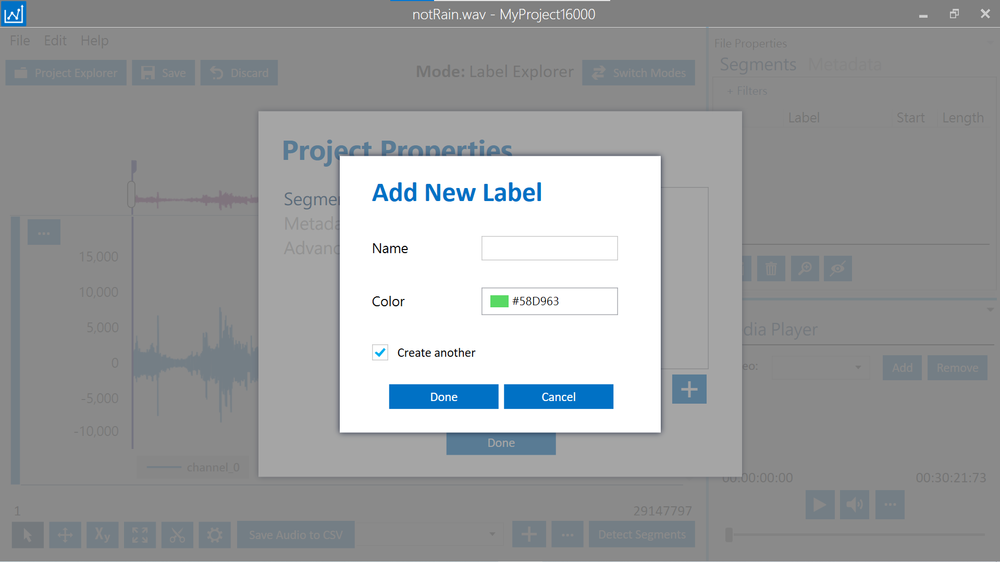 notRain.wav - MyProject16000
File Edit Help
Project Explorer Save Discard
Mode: Label Explorer Switch Modes
File Properties
Segments Metadata
+ Filters
Label Start Length
Project Properties
Add New Label
Name
Color #58D963
Create another
Done Cancel
Done
...
15,000
10,000
5,000
0
-5,000
-10,000
channel_0
1 29147797
Xy Save Audio to CSV ... Detect Segments
dia Player
eo: Add Remove
00:00:00:00 00:30:21:73
...